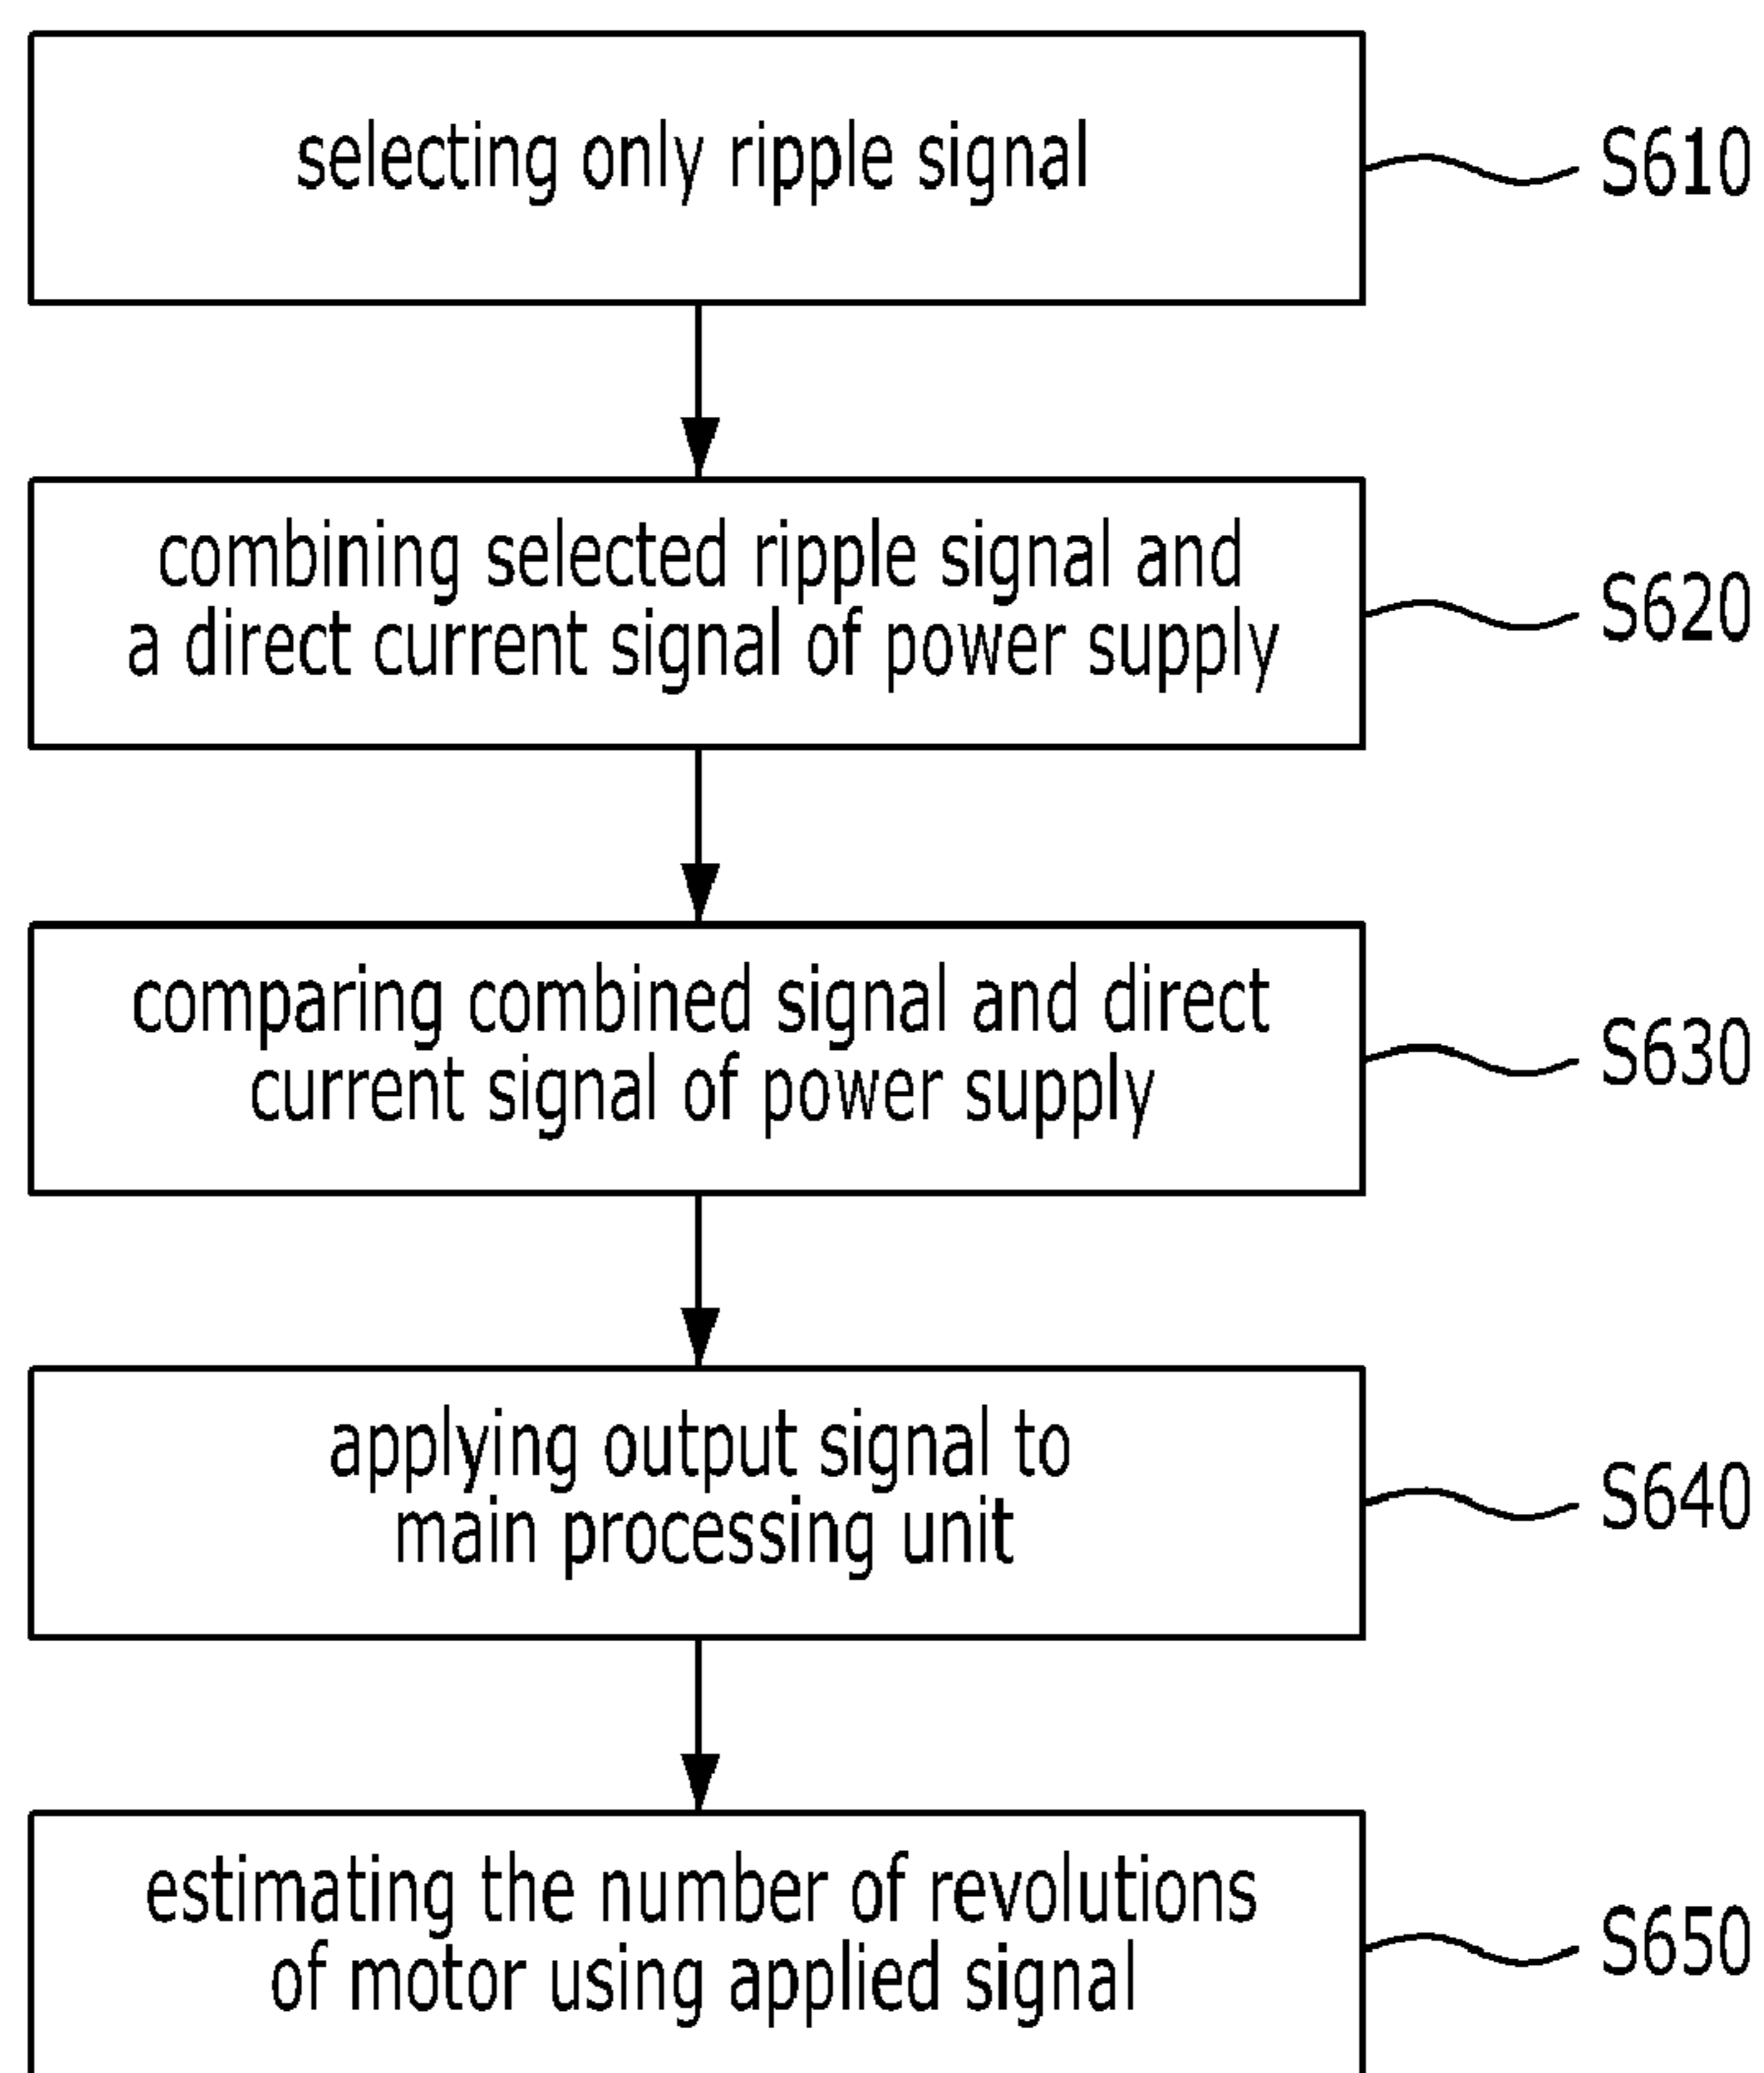 selecting only ripple signal
S610
combining selected ripple signal and
a direct current signal of power supply
S620
comparing combined signal and direct
current signal of power supply
S630
applying output signal to
main processing unit
S640
estimating the number of revolutions
of motor using applied signal
S650